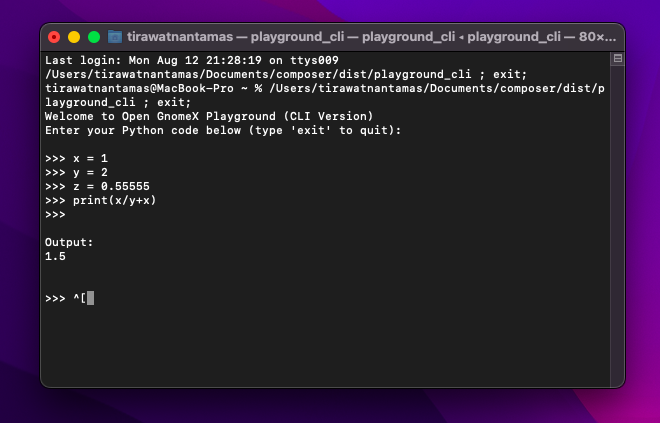 tirawatnantamas — playground_cli — playground_cli ◂ playground_cli — 80×...
Last login: Mon Aug 12 21:28:19 on ttys009
/Users/tirawatnantamas/Documents/composer/dist/playground_cli ; exit;
tirawatnantamas@MacBook-Pro ~ % /Users/tirawatnantamas/Documents/composer/dist/p
layground_cli ; exit;
Welcome to Open GnomeX Playground (CLI Version)
Enter your Python code below (type 'exit' to quit):
>>> x = 1
>>> y = 2
>>> z = 0.55555
>>> print(x/y+x)
>>>
Output:
1.5
>>> ^[